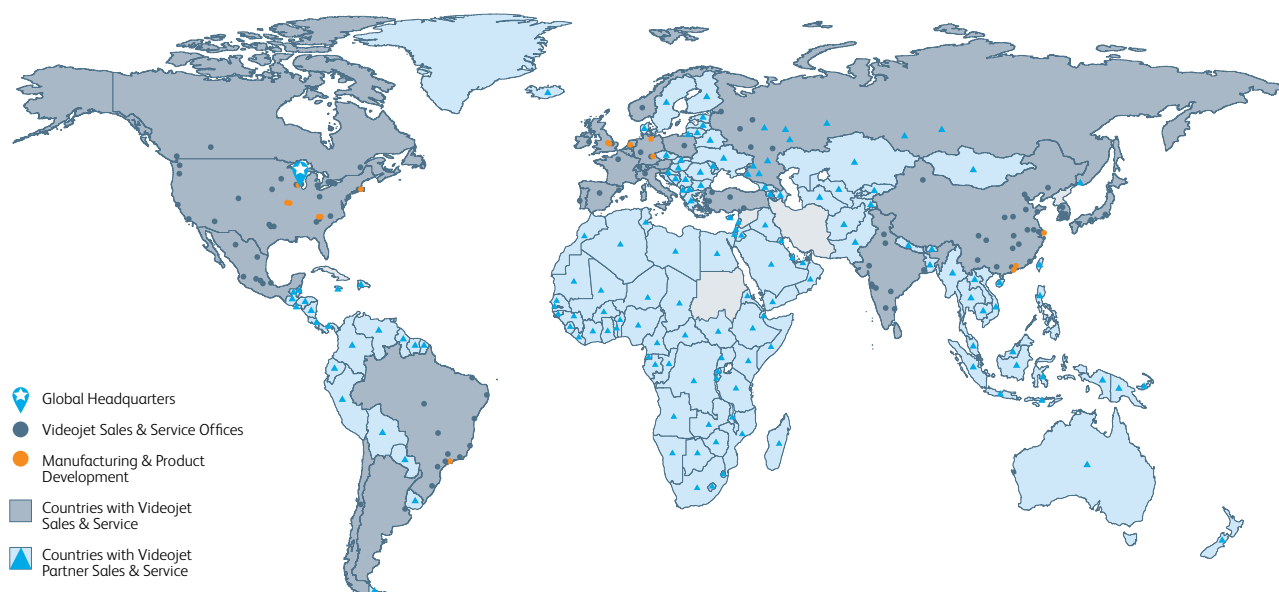 Global Headquarters
Videojet Sales & Service Offices
Manufacturing & Product
Development
Countries with Videojet
Sales & Service
Countries with Videojet
Partner Sales & Service